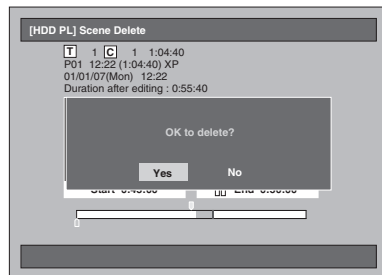 [HDD PL] Scene Delete
T 1 C 1 1:04:40
P01 12:22 (1:04:40) XP
01/01/07(Mon) 12:22
Duration after editing : 0:55:40
OK to delete?
Yes No